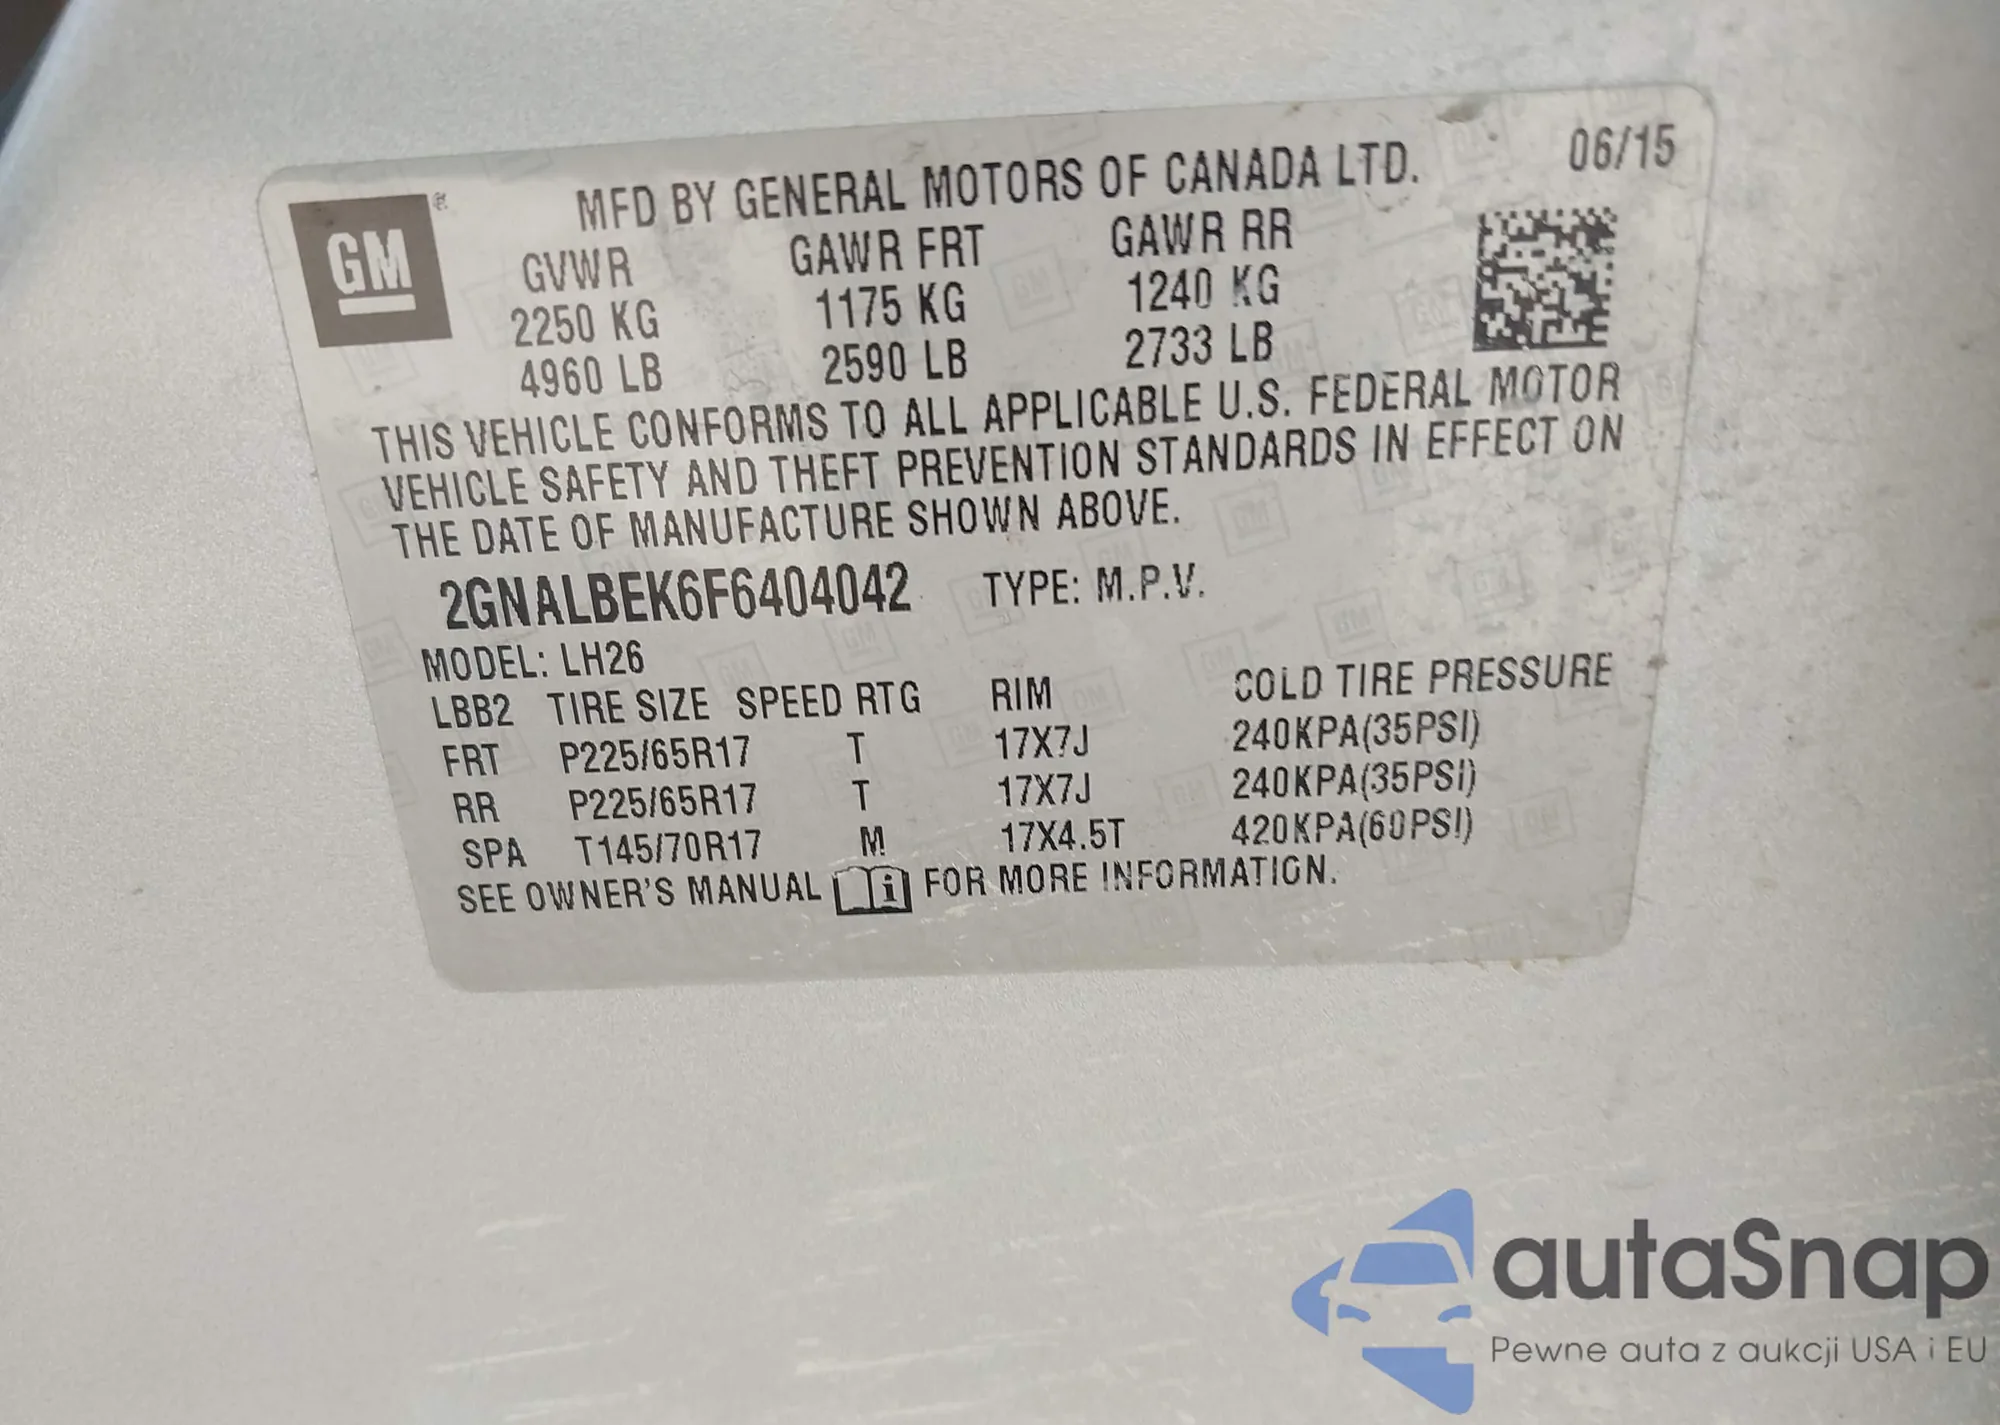 GM
MFD BY GENERAL MOTORS OF CANADA LTD. 06/15
GVWR GAWR FRT GAWR RR
2250 KG 1175 KG 1240 KG
4960 LB 2590 LB 2733 LB
THIS VEHICLE CONFORMS TO ALL APPLICABLE U.S. FEDERAL MOTOR
VEHICLE SAFETY AND THEFT PREVENTION STANDARDS IN EFFECT ON
THE DATE OF MANUFACTURE SHOWN ABOVE.
2GNALBEK6F6404042 TYPE: M.P.V.
MODEL: LH26
LBB2 TIRE SIZE SPEED RTG RIM COLD TIRE PRESSURE
FRT P225/65R17 T 17X7J 240KPA(35PSI)
RR P225/65R17 T 17X7J 240KPA(35PSI)
SPA T145/70R17 M 17X4.5T 420KPA(60PSI)
SEE OWNER'S MANUAL i FOR MORE INFORMATION.
autaSnap
Pewne auta z aukcji USA i EU